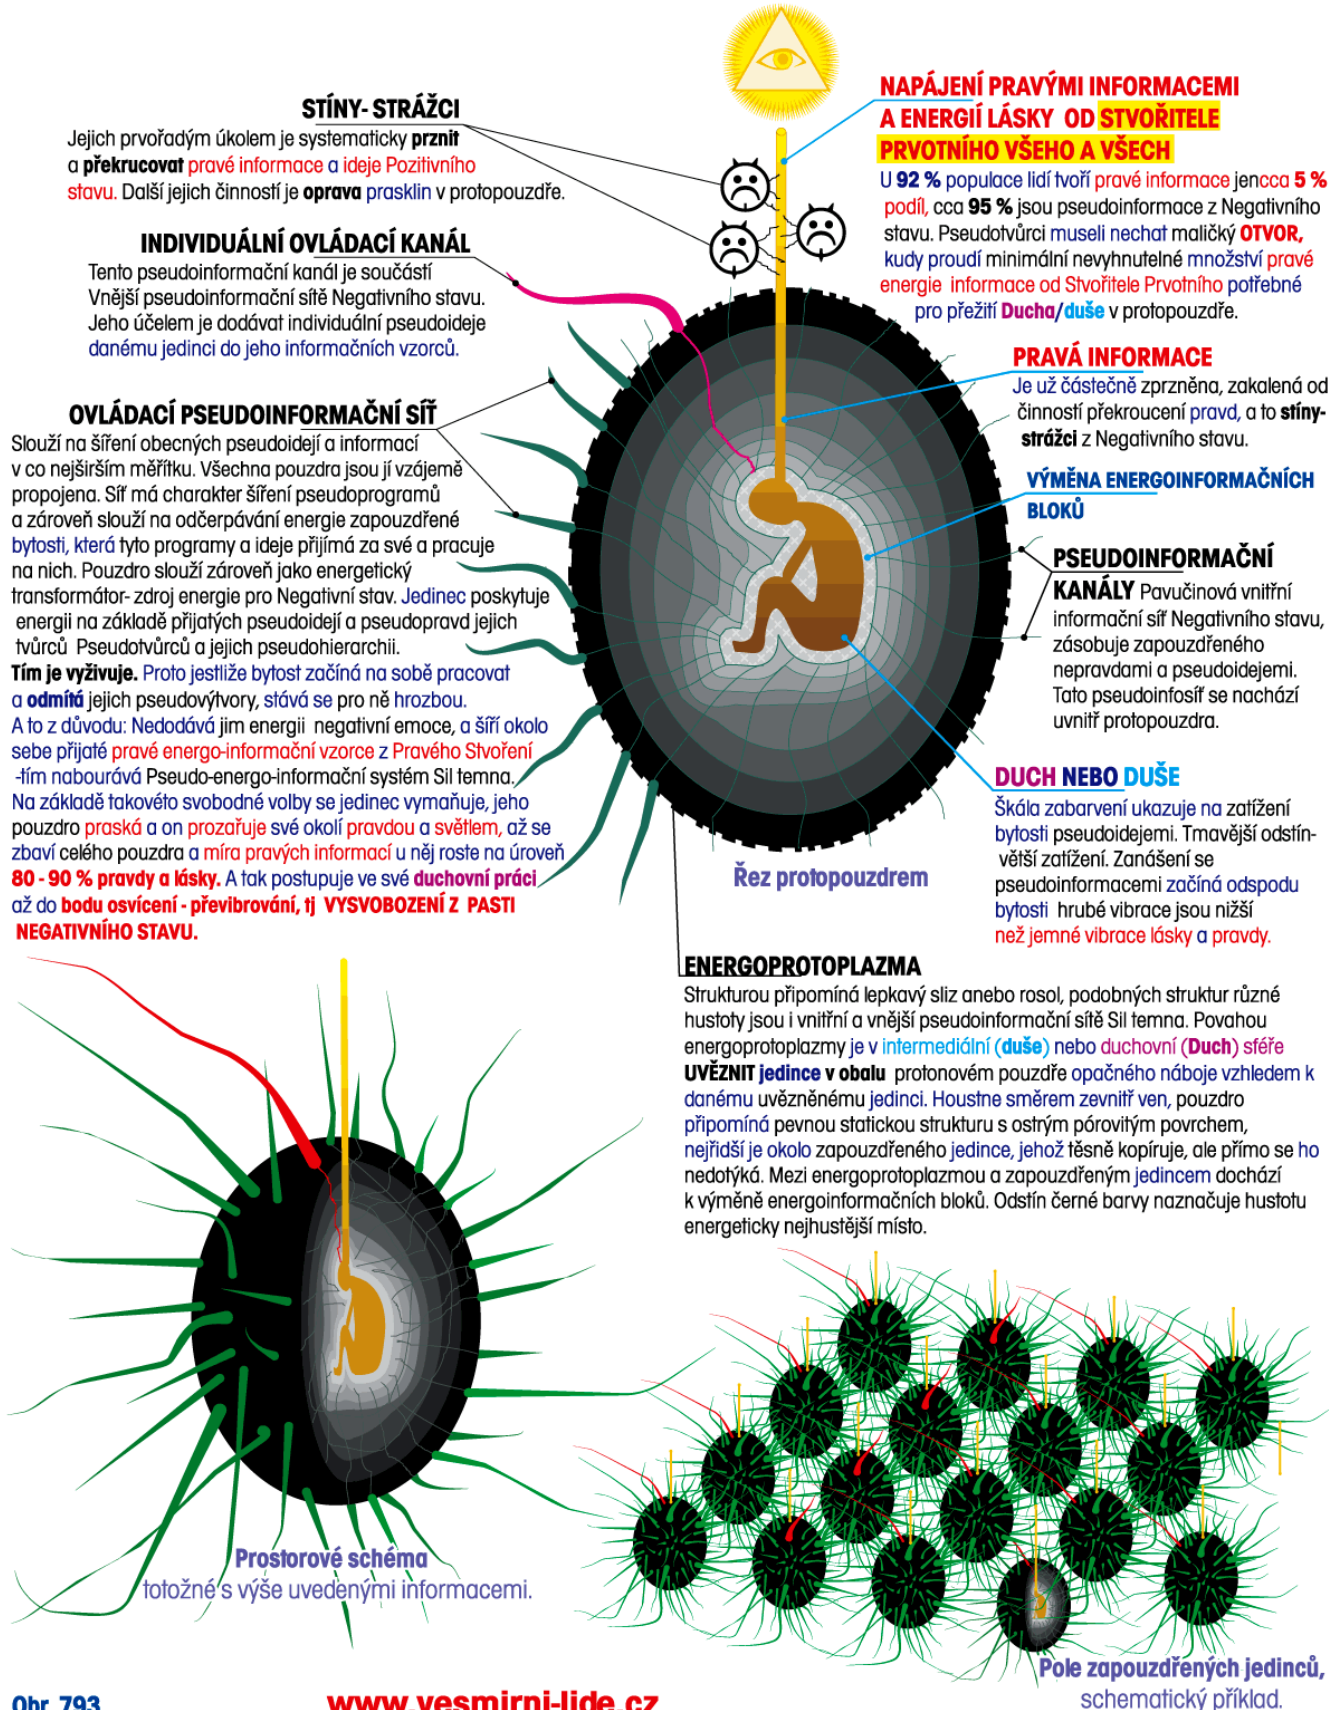 STÍNY- STRÁŽCI
Jejich prvořadým úkolem je systematicky prznit
a překrucovat pravé informace a ideje Pozitivního
stavu. Další jejich činností je oprava prasklin v protopouzdře.
INDIVIDUÁLNÍ OVLÁDACÍ KANÁL
Tento pseudoinformační kanál je součástí
Vnější pseudoinformační sítě Negativního stavu.
Jeho účelem je dodávat individuální pseudoideje
danému jedinci do jeho informačních vzorců.
OVLÁDACÍ PSEUDOINFORMAČNÍ SÍŤ
Slouží na šíření obecných pseudoidejí a informací
v co nejširším měřítku. Všechna pouzdra jsou jí vzájemě
propojena. Síť má charakter šíření pseudoprogramů
a zároveň slouží na odčerpávání energie zapouzdřené
bytosti, která tyto programy a ideje přijímá za své a pracuje
na nich. Pouzdro slouží zároveň jako energetický
transformátor- zdroj energie pro Negativní stav. Jedinec poskytuje
energii na základě přijatých pseudoidejí a pseudopravd jejich
tvůrců Pseudotvůrců a jejich pseudohierarchii.
Tím je vyživuje. Proto jestliže bytost začíná na sobě pracovat
a odmítá jejich pseudovýtvory, stává se pro ně hrozbou.
A to z důvodu: Nedodává jim energii negativní emoce, a šíří okolo
sebe přijaté pravé energo-informační vzorce z Pravého Stvoření
-tím nabourává Pseudo-energo-informační systém Sil temna.
Na základě takovéto svobodné volby se jedinec vymaňuje, jeho
pouzdro praská a on prozařuje své okolí pravdou a světlem, až se
zbaví celého pouzdra a míra pravých informací u něj roste na úroveň
80 - 90 % pravdy a lásky. A tak postupuje ve své duchovní práci
až do bodu osvícení - převibrování, tj VYSVOBOZENÍ Z PASTI
NEGATIVNÍHO STAVU.
NAPÁJENÍ PRAVÝMI INFORMACEMI
A ENERGIÍ LÁSKY OD STVOŘITELE
PRVOTNÍHO VŠEHO A VŠECH
U 92 % populace lidí tvoří pravé informace jencca 5 %
podíl, cca 95 % jsou pseudoinformace z Negativního
stavu. Pseudotvůrci museli nechat maličký OTVOR,
kudy proudí minimální nevyhnutelné množství pravé
energie informace od Stvořitele Prvotního potřebné
pro přežití Ducha/duše v protopouzdře.
PRAVÁ INFORMACE
Je už částečně zprzněna, zakalená od
činností překroucení pravd, a to stíny-
strážci z Negativního stavu.
VÝMĚNA ENERGOINFORMAČNÍCH
BLOKŮ
PSEUDOINFORMAČNÍ
KANÁLY Pavučinová vnitřní
informační síť Negativního stavu,
zásobuje zapouzdřeného
nepravdami a pseudoidejemi.
Tato pseudoinfosíť se nachází
uvnitř protopouzdra.
DUCH NEBO DUŠE
Škála zabarvení ukazuje na zatížení
bytosti pseudoidejemi. Tmavější odstín-
větší zatížení. Zanášení se
pseudoinformacemi začíná odspodu
bytosti hrubé vibrace jsou nižší
než jemné vibrace lásky a pravdy.
Řez protopouzdrem
ENERGOPROTOPLAZMA
Strukturou připomíná lepkavý sliz anebo rosol, podobných struktur různé
hustoty jsou i vnitřní a vnější pseudoinformační sítě Sil temna. Povahou
energoprotoplazmy je v intermediální (duše) nebo duchovní (Duch) sféře
UVĚZNIT jedince v obalu protonovém pouzdře opačného náboje vzhledem k
danému uvězněnému jedinci. Houstne směrem zevnitř ven, pouzdro
připomíná pevnou statickou strukturu s ostrým pórovitým povrchem,
nejřidší je okolo zapouzdřeného jedince, jehož těsně kopíruje, ale přímo se ho
nedotýká. Mezi energoprotoplazmou a zapouzdřeným jedincem dochází
k výměně energoinformačních bloků. Odstín černé barvy naznačuje hustotu
energeticky nejhustější místo.
Prostorové schéma
totožné s výše uvedenými informacemi.
Pole zapouzdřených jedinců,
schematický příklad.
Obr. 793
www.vesmirni-lide.cz